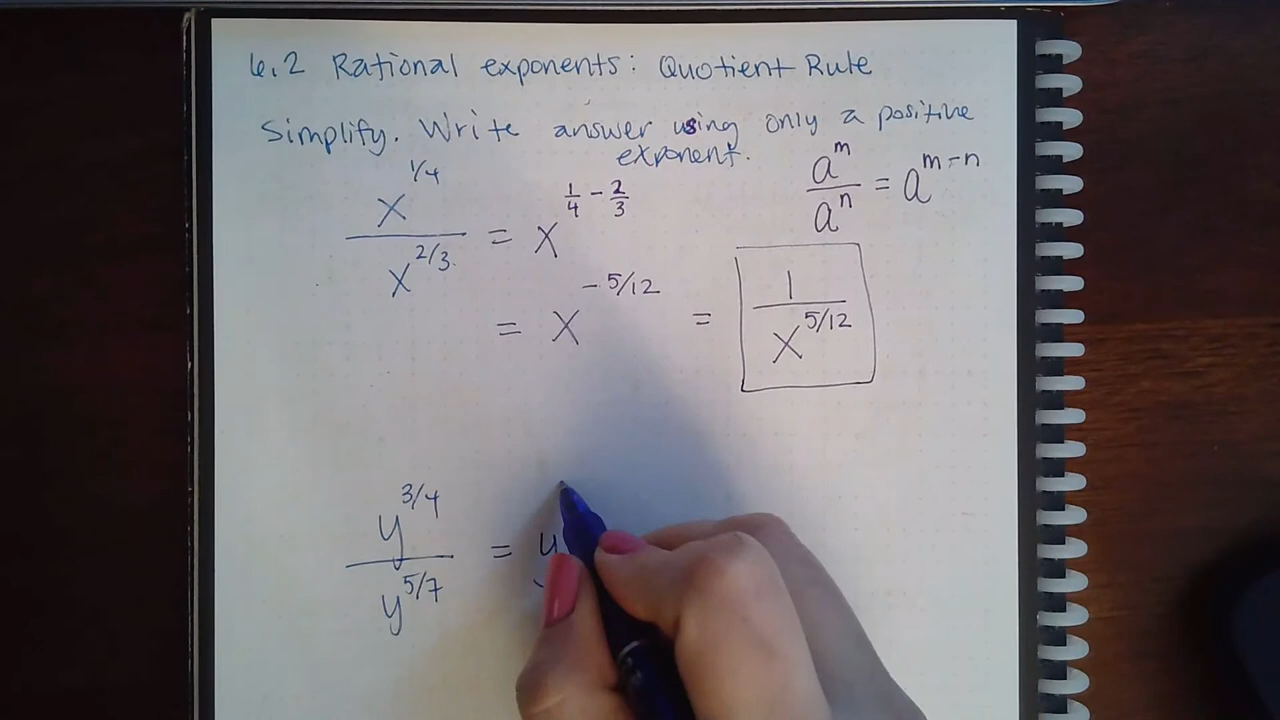 6.2 Rational exponents: Quotient Rule
Simplify. Write answer using only a positive
exponent.
x^1/4 / x^2/3 = x^(1/4 - 2/3)
a^m / a^n = a^(m-n)
= x^(-5/12) = 1 / x^5/12
y^3/4 / y^5/7 = y